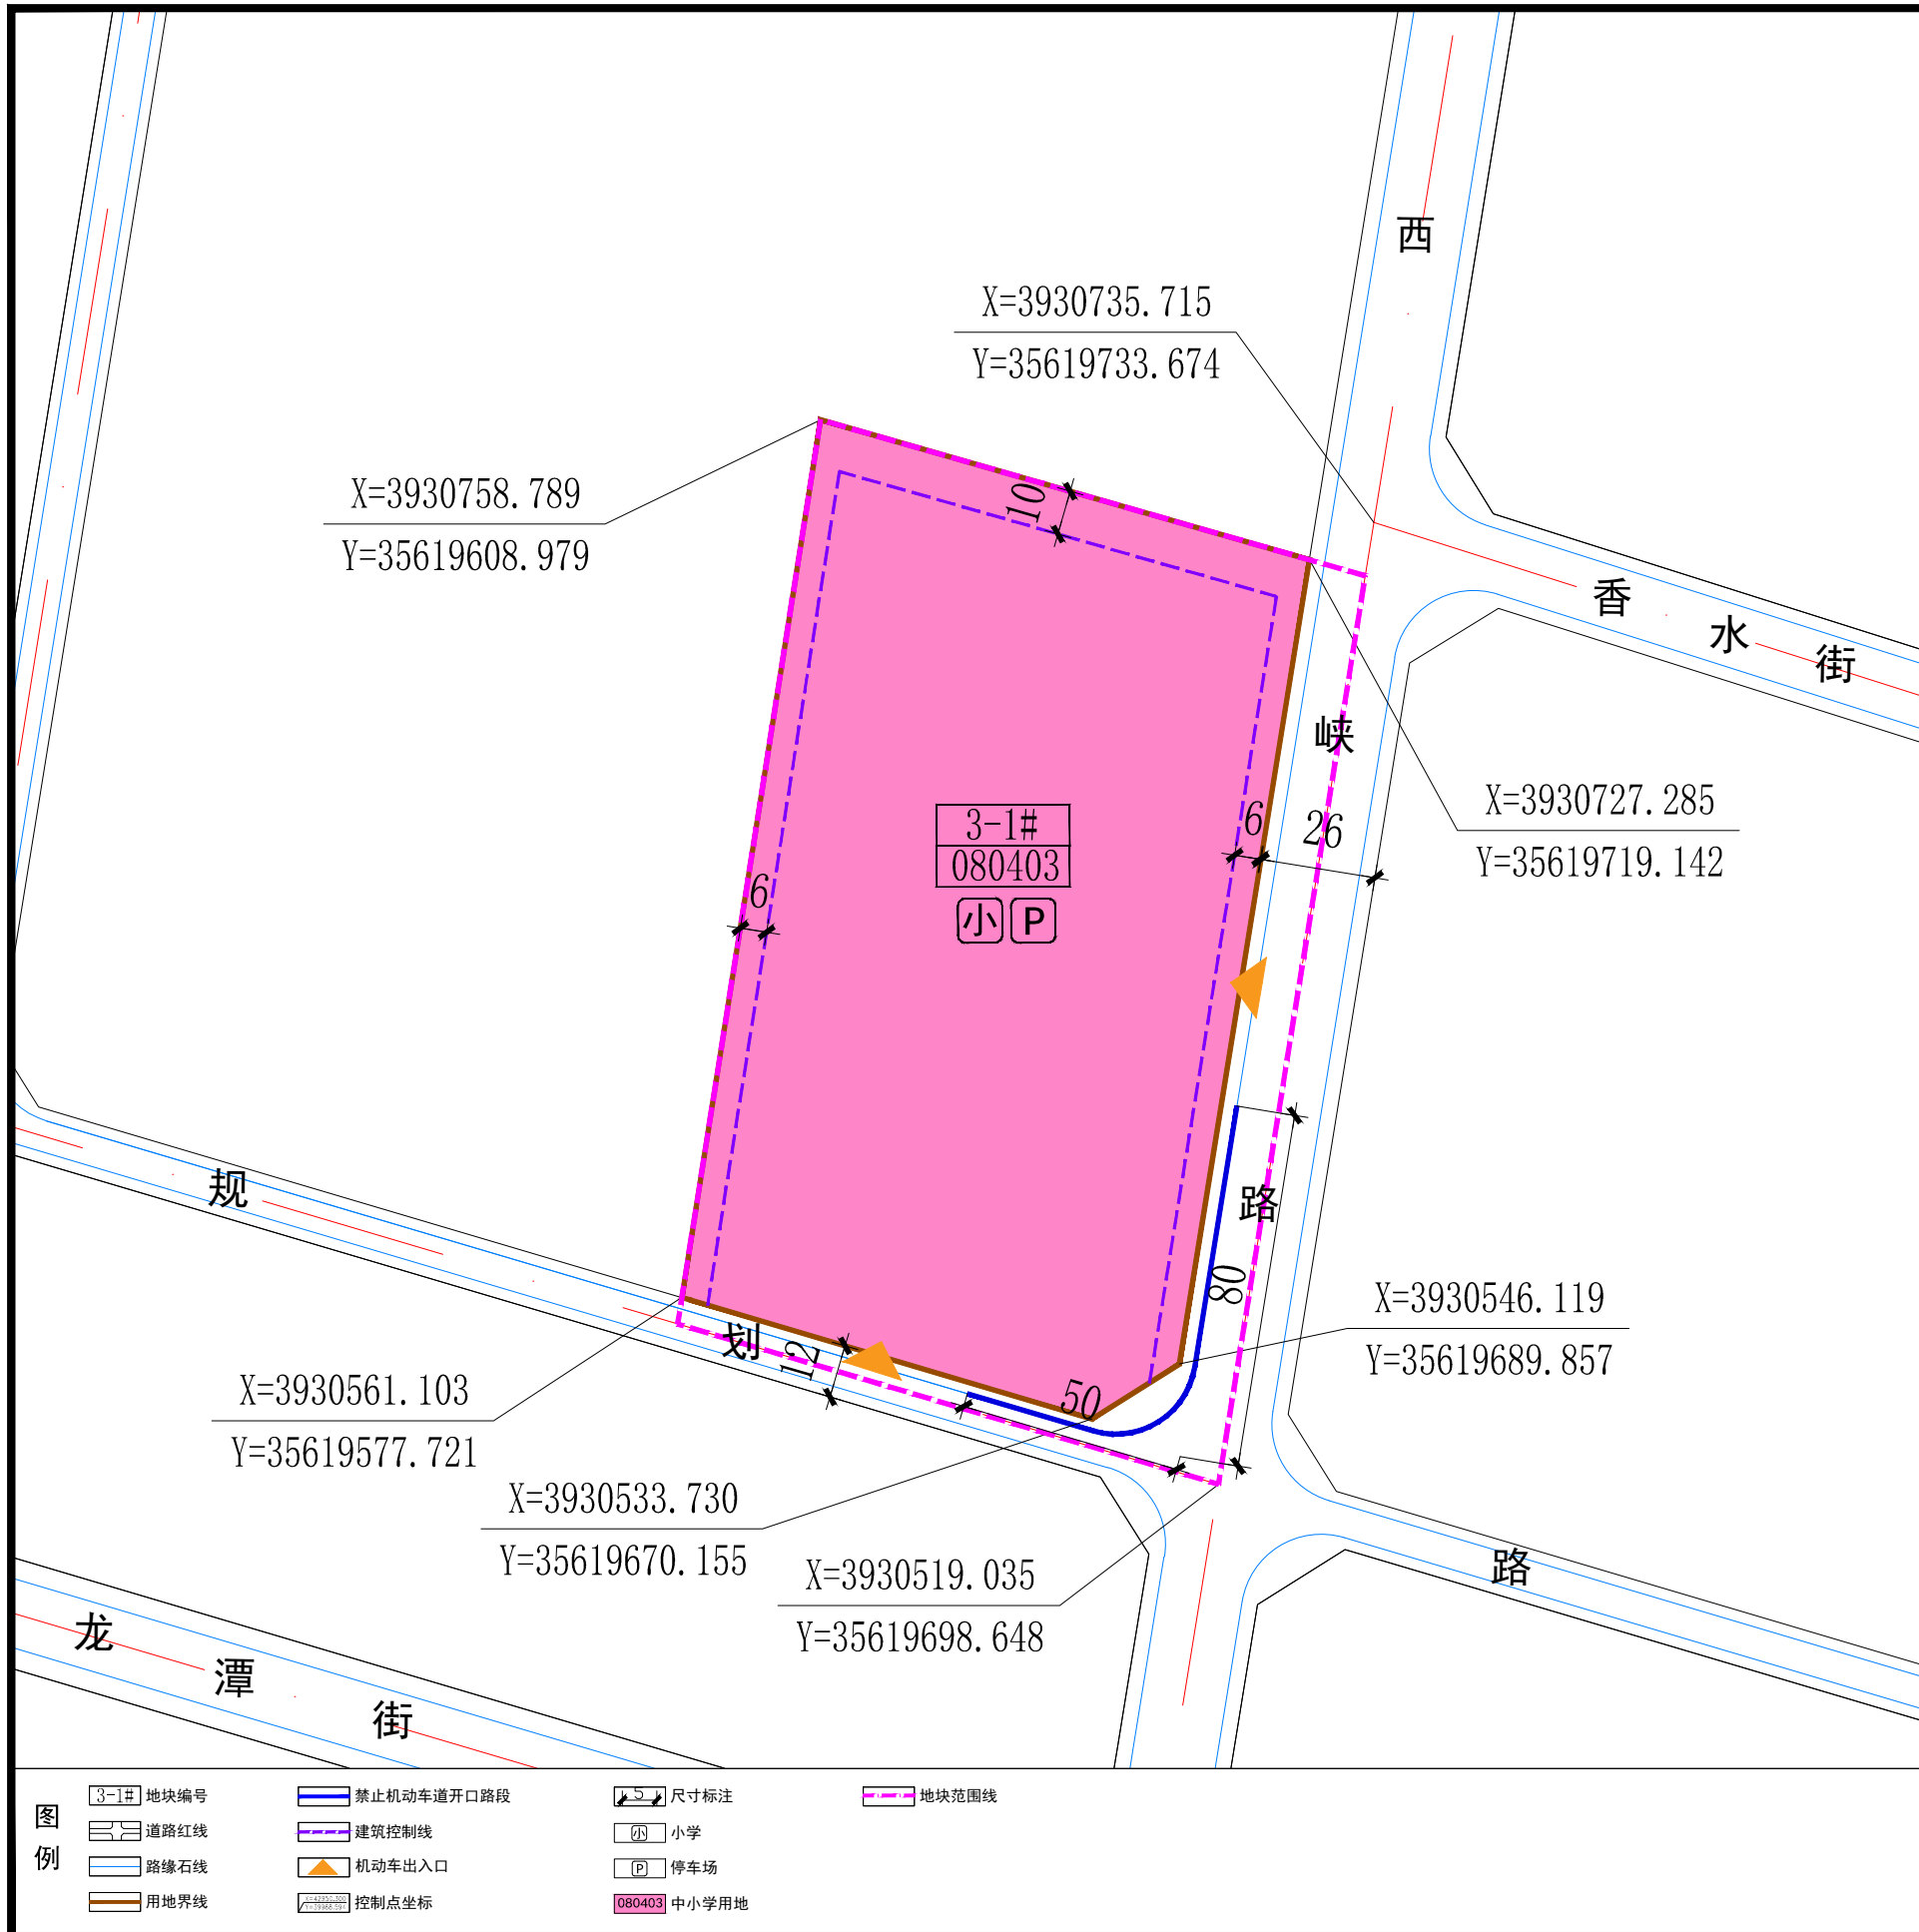 西
X=3930735.715
Y=35619733.674
X=3930758.789
Y=35619608.979
10
香
水
街
峡
3-1#
080403
小 P
6
6
26
X=3930727.285
Y=35619719.142
规
路
80
划
12
50
X=3930546.119
Y=35619689.857
X=3930561.103
Y=35619577.721
X=3930533.730
Y=35619670.155
X=3930519.035
Y=35619698.648
路
龙
潭
街
图
例
3-1# 地块编号
道路红线
路缘石线
用地界线
禁止机动车道开口路段
建筑控制线
机动车出入口
控制点坐标
5 尺寸标注
小 小学
P 停车场
080403 中小学用地
地块范围线